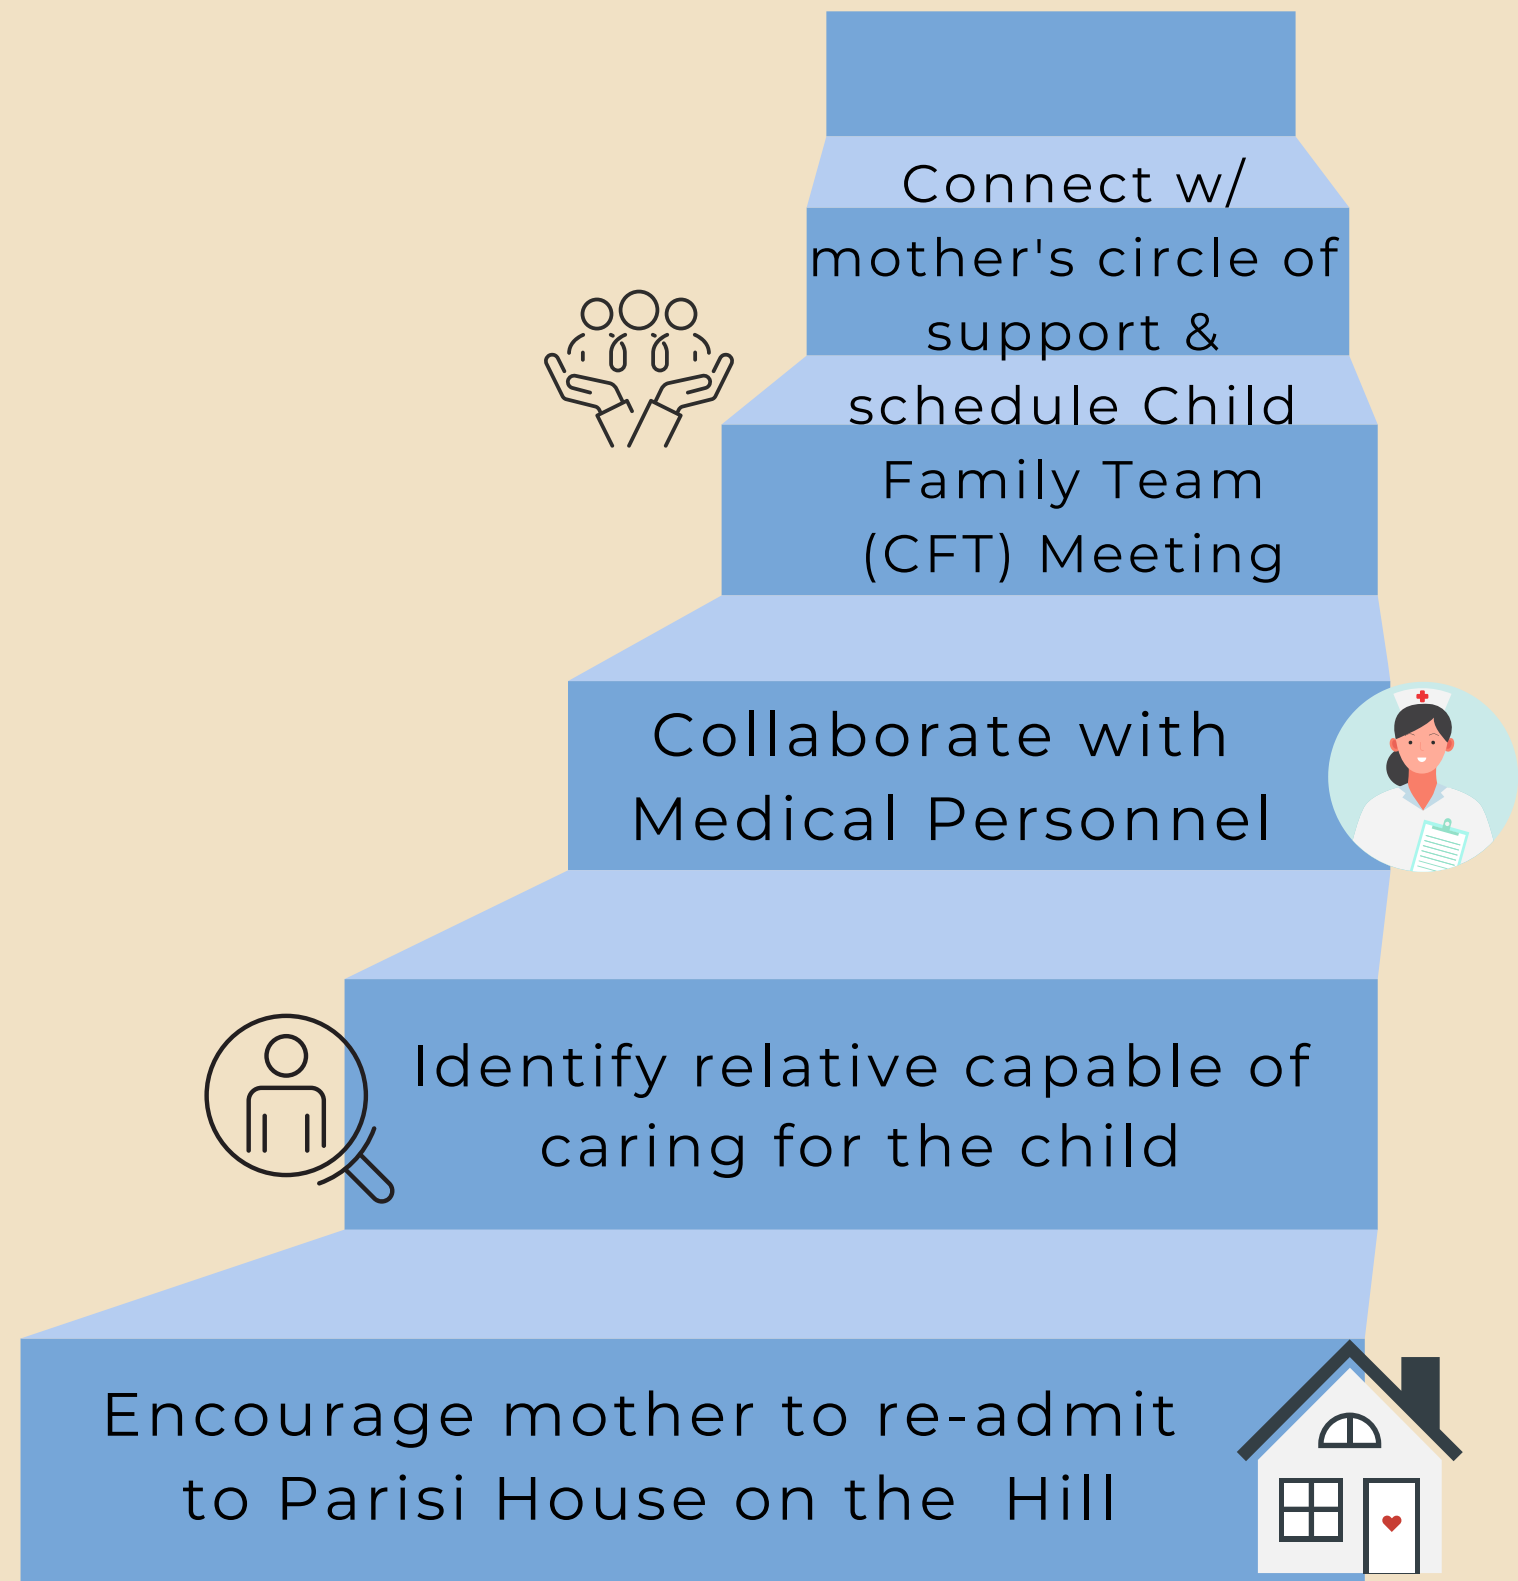 Connect w/
mother's circle of
support &
schedule Child
Family Team
(CFT) Meeting
Collaborate with
Medical Personnel
Identify relative capable of
caring for the child
Encourage mother to re-admit
to Parisi House on the Hill